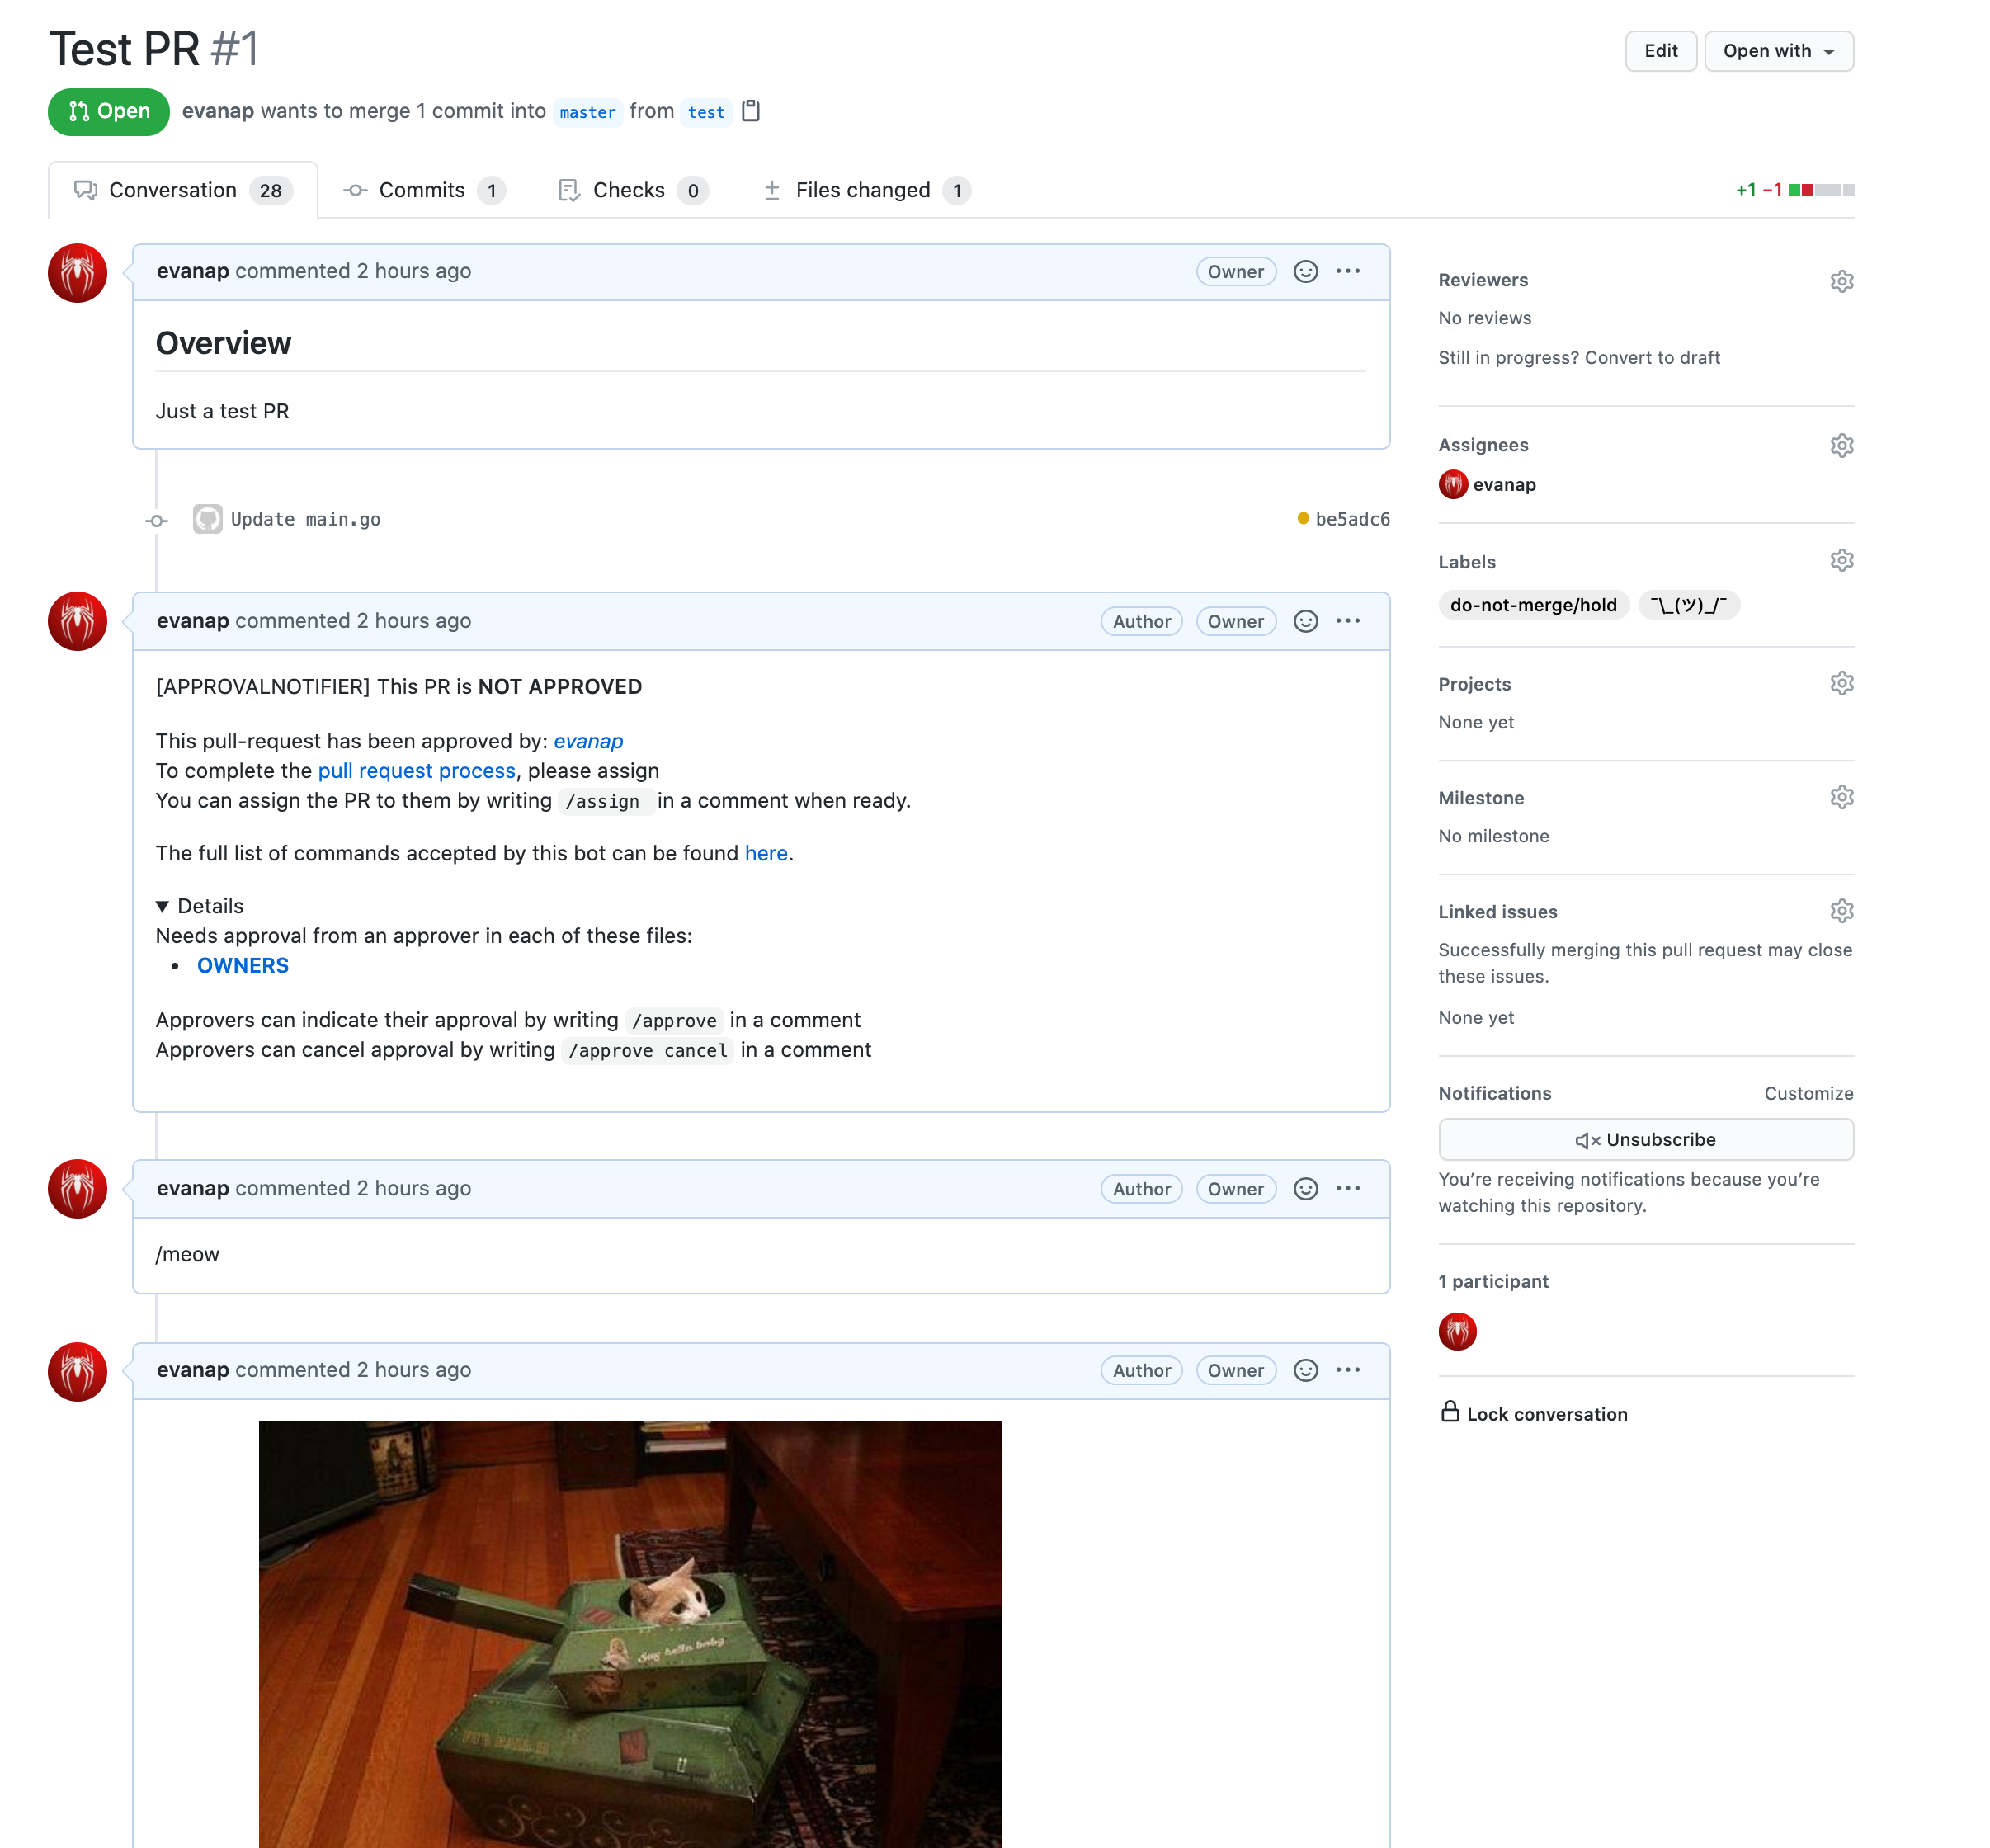 Test PR #1
Edit
Open with
Open
evanap wants to merge 1 commit into master from test
Conversation 28
Commits 1
Checks 0
Files changed 1
+1 −1
evanap commented 2 hours ago
Owner
Overview
Just a test PR
Update main.go
be5adc6
evanap commented 2 hours ago
Author
Owner
[APPROVALNOTIFIER] This PR is NOT APPROVED
This pull-request has been approved by: evanap
To complete the pull request process, please assign
You can assign the PR to them by writing /assign in a comment when ready.
The full list of commands accepted by this bot can be found here.
Details
Needs approval from an approver in each of these files:
• OWNERS
Approvers can indicate their approval by writing /approve in a comment
Approvers can cancel approval by writing /approve cancel in a comment
evanap commented 2 hours ago
Author
Owner
/meow
evanap commented 2 hours ago
Author
Owner
Say hello baby
Reviewers
No reviews
Still in progress? Convert to draft
Assignees
evanap
Labels
do-not-merge/hold
¯\_(ツ)_/¯
Projects
None yet
Milestone
No milestone
Linked issues
Successfully merging this pull request may close
these issues.
None yet
Notifications
Customize
Unsubscribe
You’re receiving notifications because you’re
watching this repository.
1 participant
Lock conversation